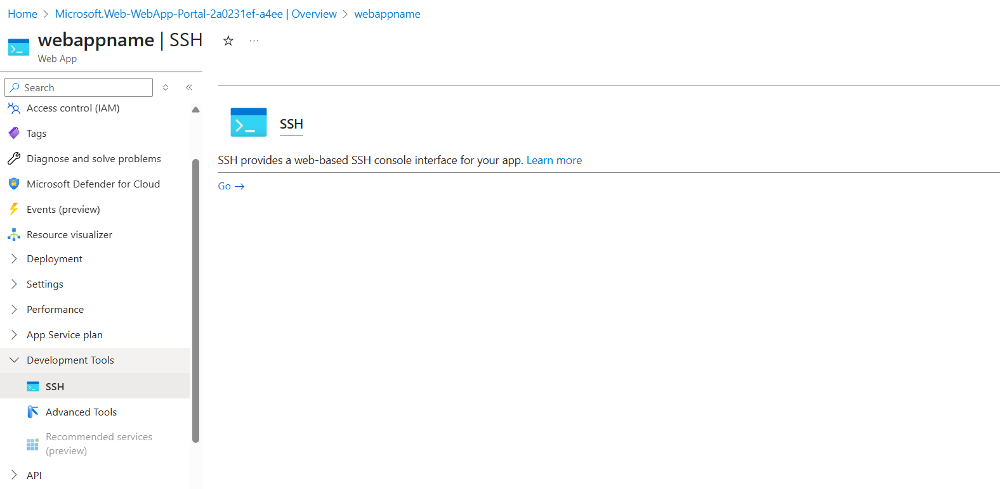 Home > Microsoft.Web-WebApp-Portal-2a0231ef-a4ee | Overview > webappname
webappname | SSH
Web App
Search
Access control (IAM)
Tags
Diagnose and solve problems
Microsoft Defender for Cloud
Events (preview)
Resource visualizer
Deployment
Settings
Performance
App Service plan
Development Tools
SSH
Advanced Tools
Recommended services
(preview)
API
SSH
SSH provides a web-based SSH console interface for your app. Learn more
Go →